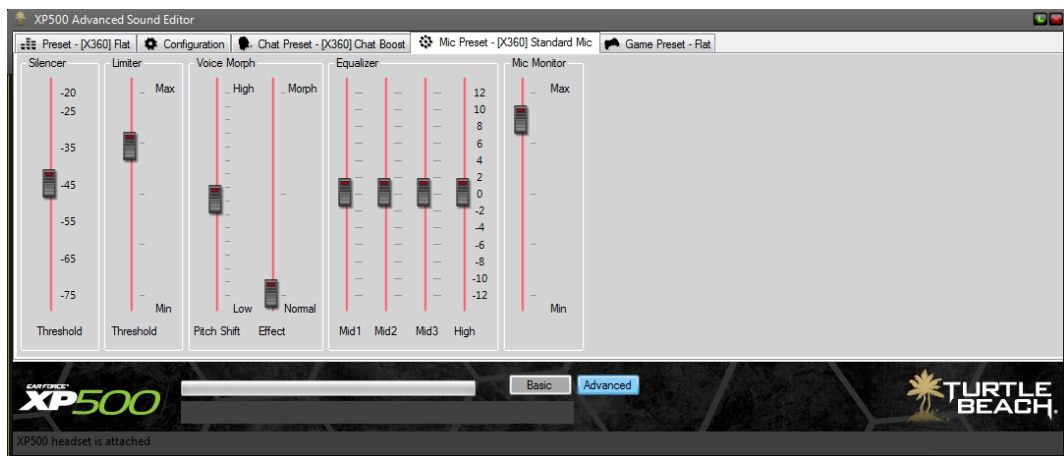 XP500 Advanced Sound Editor
Preset - [X360] Flat
Configuration
Chat Preset - [X360] Chat Boost
Mic Preset - [X360] Standard Mic
Game Preset - Flat
Silencer
-20
-25
-35
-45
-55
-65
-75
Threshold
Limiter
Max
Min
Threshold
Voice Morph
High
Low
Pitch Shift
Morph
Normal
Effect
Equalizer
12
10
8
6
4
2
0
-2
-4
-6
-8
-10
-12
Mid1 Mid2 Mid3 High
Mic Monitor
Max
Min
EAR FORCE
XP500
Basic
Advanced
TURTLE
BEACH.
XP500 headset is attached